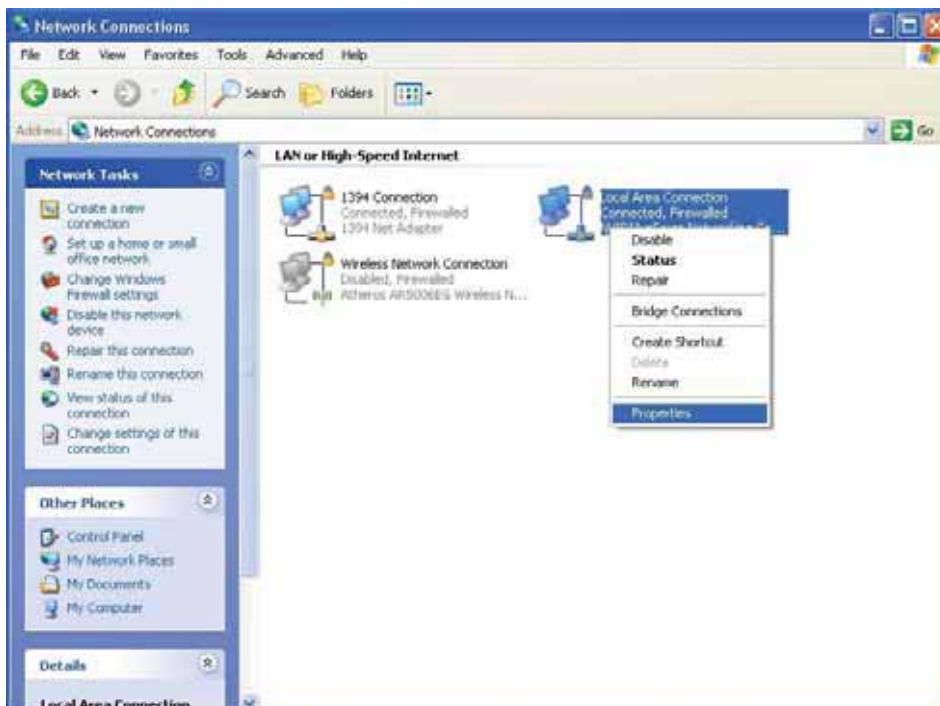 Network Connections
File Edit View Favorites Tools Advanced Help
Back Search Folders
Address Network Connections Go
Network Tasks
Create a new
connection
Set up a home or small
office network
Change Windows
Firewall settings
Disable this network
device
Repair this connection
Rename this connection
View status of this
connection
Change settings of this
connection
Other Places
Control Panel
My Network Places
My Documents
My Computer
Details
Local Area Connection
LAN or High-Speed Internet
1394 Connection
Connected, Firewalled
1394 Net Adapter
Wireless Network Connection
Disabled, Firewalled
Atheros AR5006EG Wireless N...
Local Area Connection
Connected, Firewalled
Disable
Status
Repair
Bridge Connections
Create Shortcut
Delete
Rename
Properties